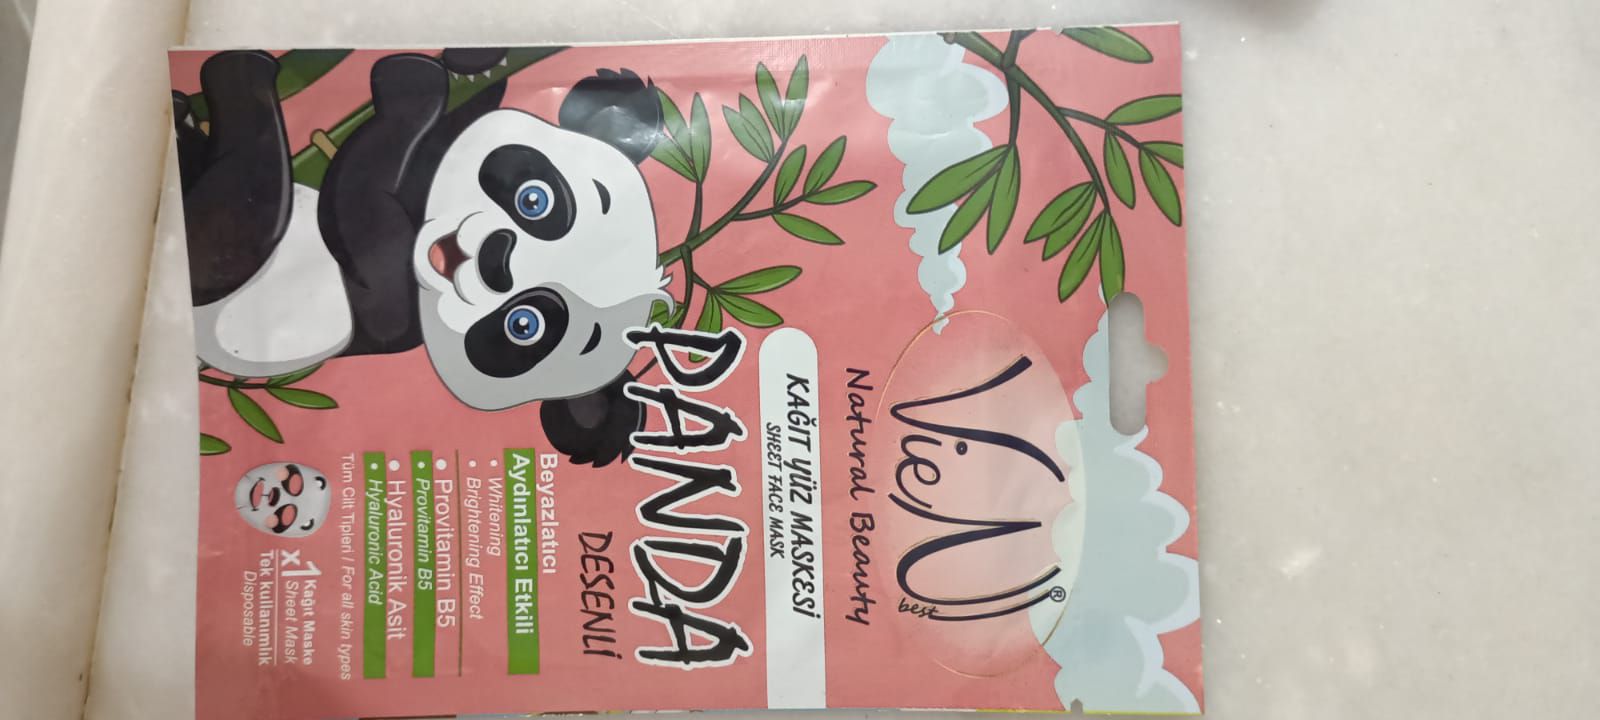 VieNl®
best
Natural Beauty
KAĞIT YÜZ MASKESİ
SHEET FACE MASK
PANDA
DESENLİ
Beyazlatıcı
Aydınlatıcı Etkili
• Whitening
• Brightening Effect
• Provitamin B5
• Provitamin B5
• Hyaluronik Asit
• Hyaluronic Acid
Tüm Cilt Tipleri / For all skin types
x1 Kağıt Maske
Sheet Mask
Tek kullanımlık
Disposable